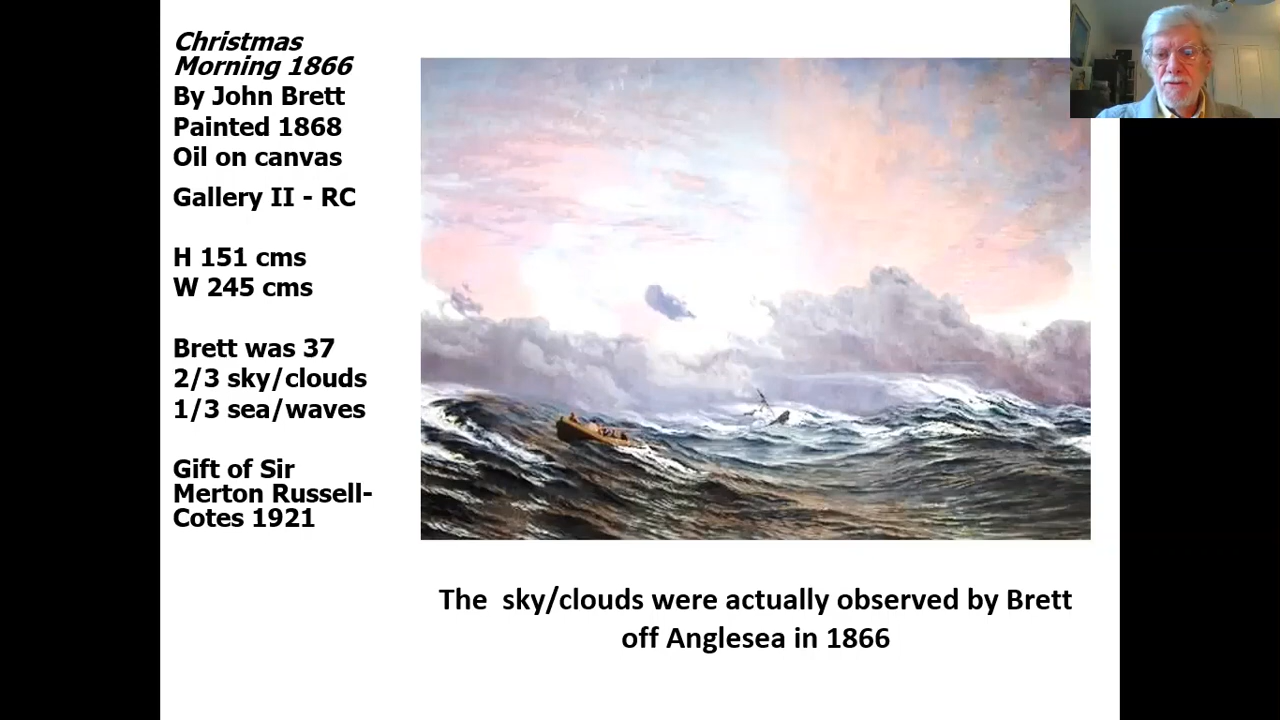 Christmas
Morning 1866
By John Brett
Painted 1868
Oil on canvas
Gallery II - RC
H 151 cms
W 245 cms
Brett was 37
2/3 sky/clouds
1/3 sea/waves
Gift of Sir
Merton Russell-
Cotes 1921
The  sky/clouds were actually observed by Brett
off Anglesea in 1866